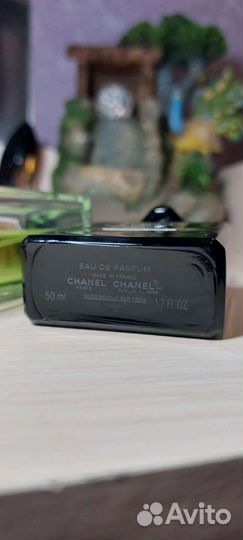 EAU DE PARFUM
MADE IN FRANCE
CHANEL CHANEL
PARIS
50 ml
1.7 FL.OZ.
Avito